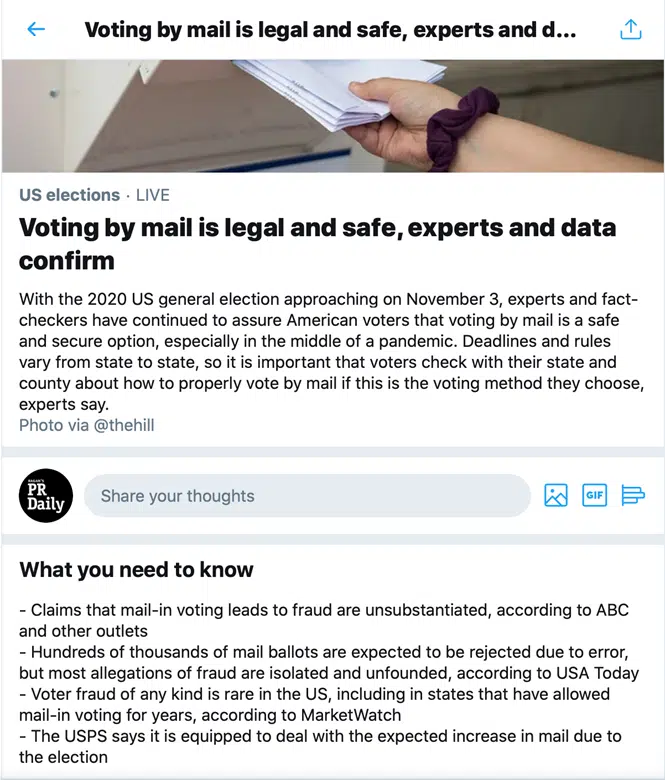 Voting by mail is legal and safe, experts and d...
US elections · LIVE
Voting by mail is legal and safe, experts and data
confirm
With the 2020 US general election approaching on November 3, experts and fact-
checkers have continued to assure American voters that voting by mail is a safe
and secure option, especially in the middle of a pandemic. Deadlines and rules
vary from state to state, so it is important that voters check with their state and
county about how to properly vote by mail if this is the voting method they choose,
experts say.
Photo via @thehill
RAGAN'S
PR
Daily
Share your thoughts
GIF
What you need to know
- Claims that mail-in voting leads to fraud are unsubstantiated, according to ABC
and other outlets
- Hundreds of thousands of mail ballots are expected to be rejected due to error,
but most allegations of fraud are isolated and unfounded, according to USA Today
- Voter fraud of any kind is rare in the US, including in states that have allowed
mail-in voting for years, according to MarketWatch
- The USPS says it is equipped to deal with the expected increase in mail due to
the election